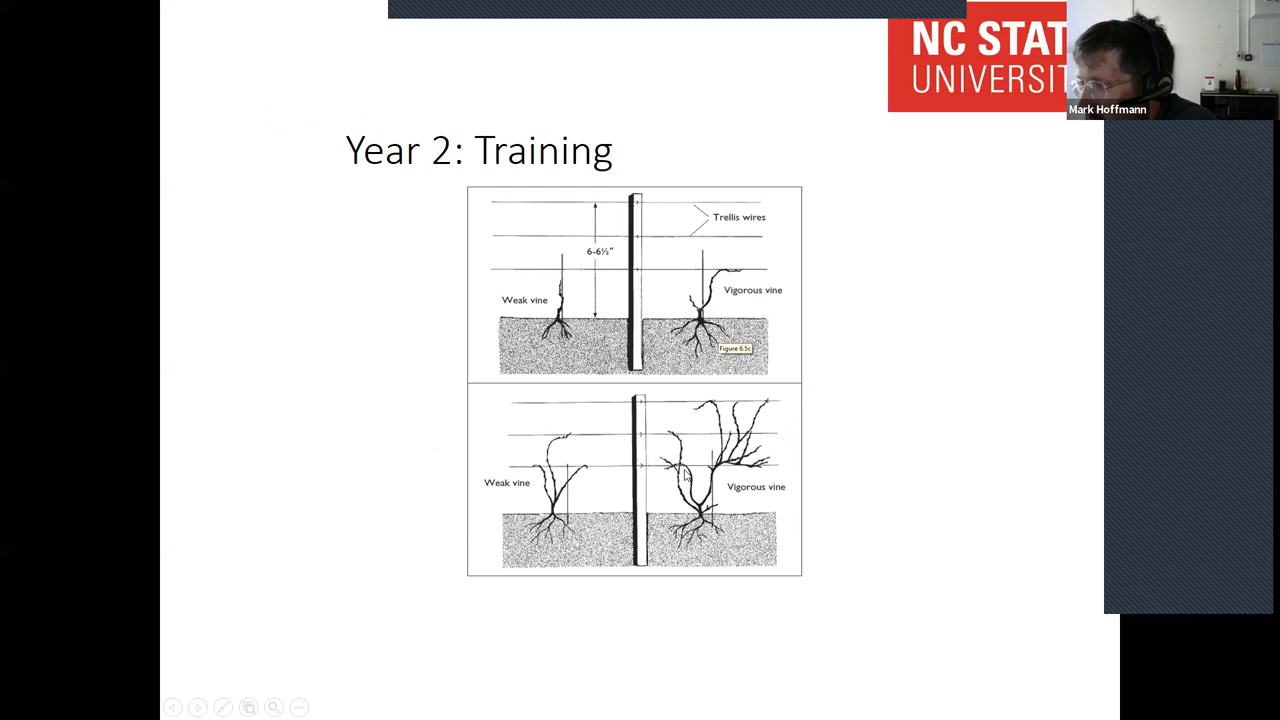 NC STAT
UNIVERSIT
Mark Hoffmann
Year 2: Training
Trellis wires
6-6½"
Weak vine
Vigorous vine
Figure 6.5c
Weak vine
Vigorous vine